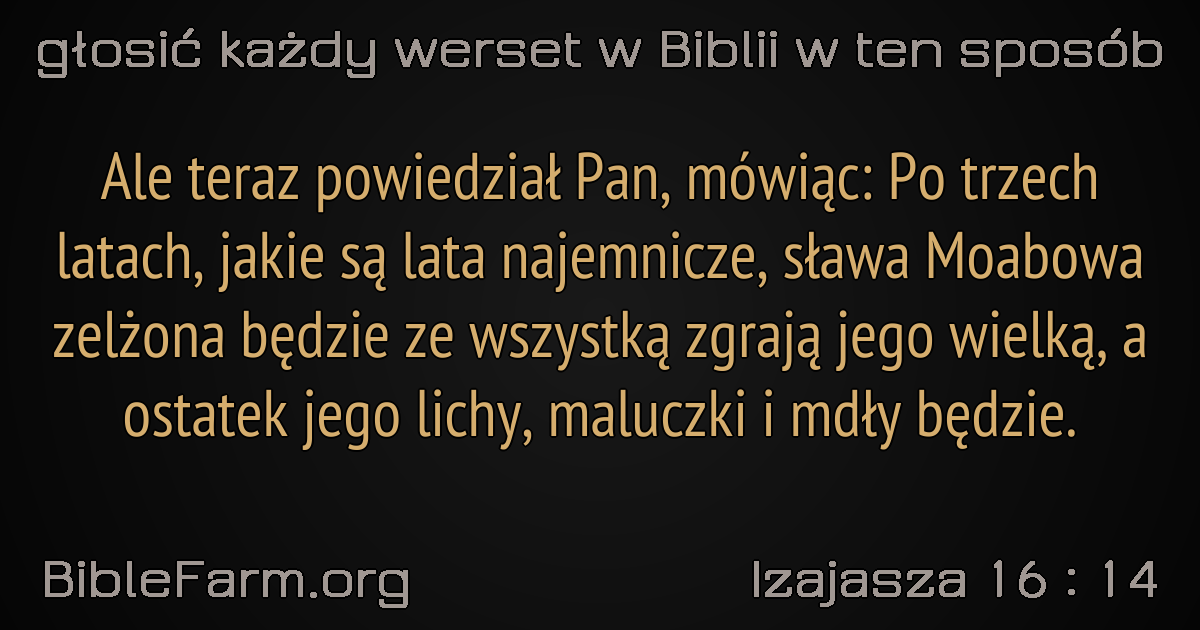 głosić każdy werset w Biblii w ten sposób
Ale teraz powiedział Pan, mówiąc: Po trzech
latach, jakie są lata najemnicze, sława Moabowa
zelżona będzie ze wszystką zgrają jego wielką, a
ostatek jego lichy, maluczki i mdły będzie.
BibleFarm.org
Izajasza 16 : 14